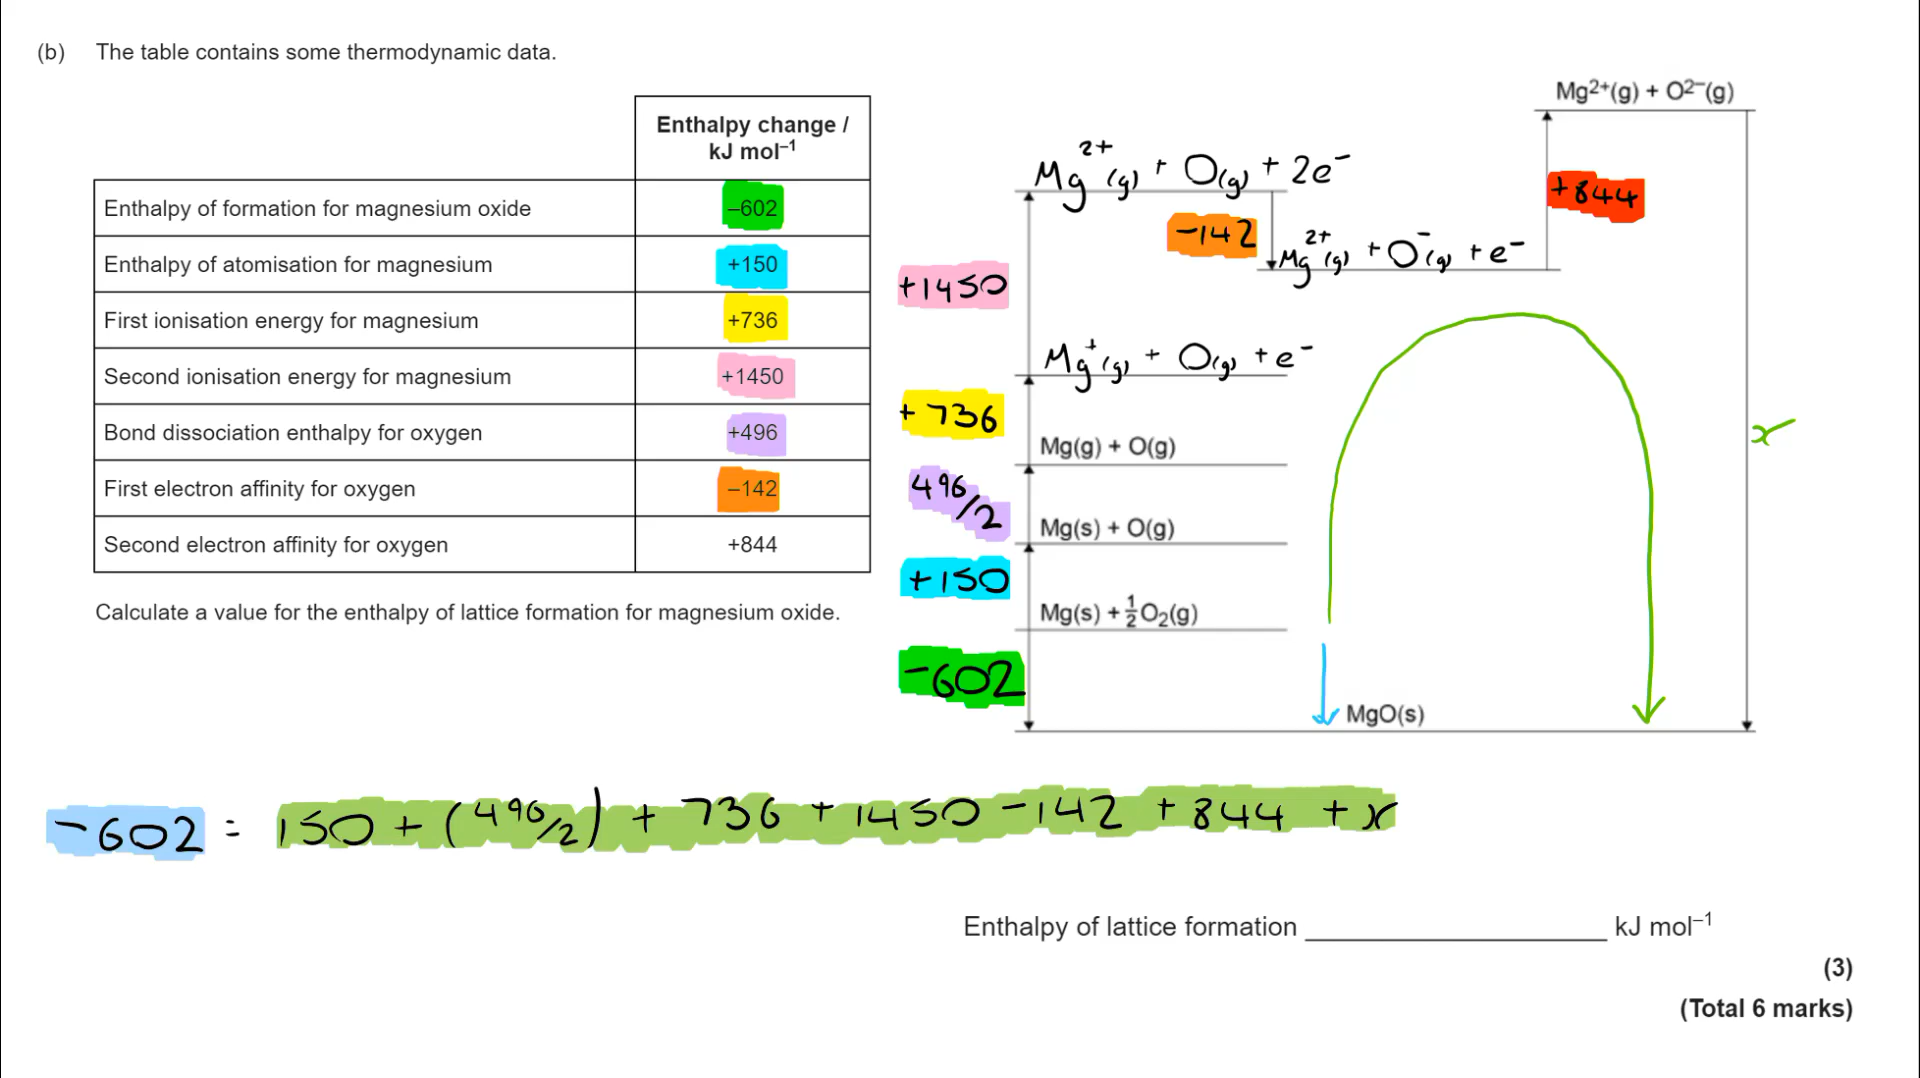 (b) The table contains some thermodynamic data.
Enthalpy change / kJ mol⁻¹
Enthalpy of formation for magnesium oxide –602
Enthalpy of atomisation for magnesium +150
First ionisation energy for magnesium +736
Second ionisation energy for magnesium +1450
Bond dissociation enthalpy for oxygen +496
First electron affinity for oxygen –142
Second electron affinity for oxygen +844
Calculate a value for the enthalpy of lattice formation for magnesium oxide.
Mg²⁺(g) + O²⁻(g)
Mg²⁺(g) + O(g) + 2e⁻
+844
-142
Mg²⁺(g) + O⁻(g) + e⁻
+1450
Mg⁺(g) + O(g) + e⁻
+736
Mg(g) + O(g)
x
496/2
Mg(s) + O(g)
+150
Mg(s) + ½O₂(g)
-602
MgO(s)
-602 = 150 + (496/2) + 736 + 1450 - 142 + 844 + x
Enthalpy of lattice formation ____________________ kJ mol⁻¹
(3)
(Total 6 marks)